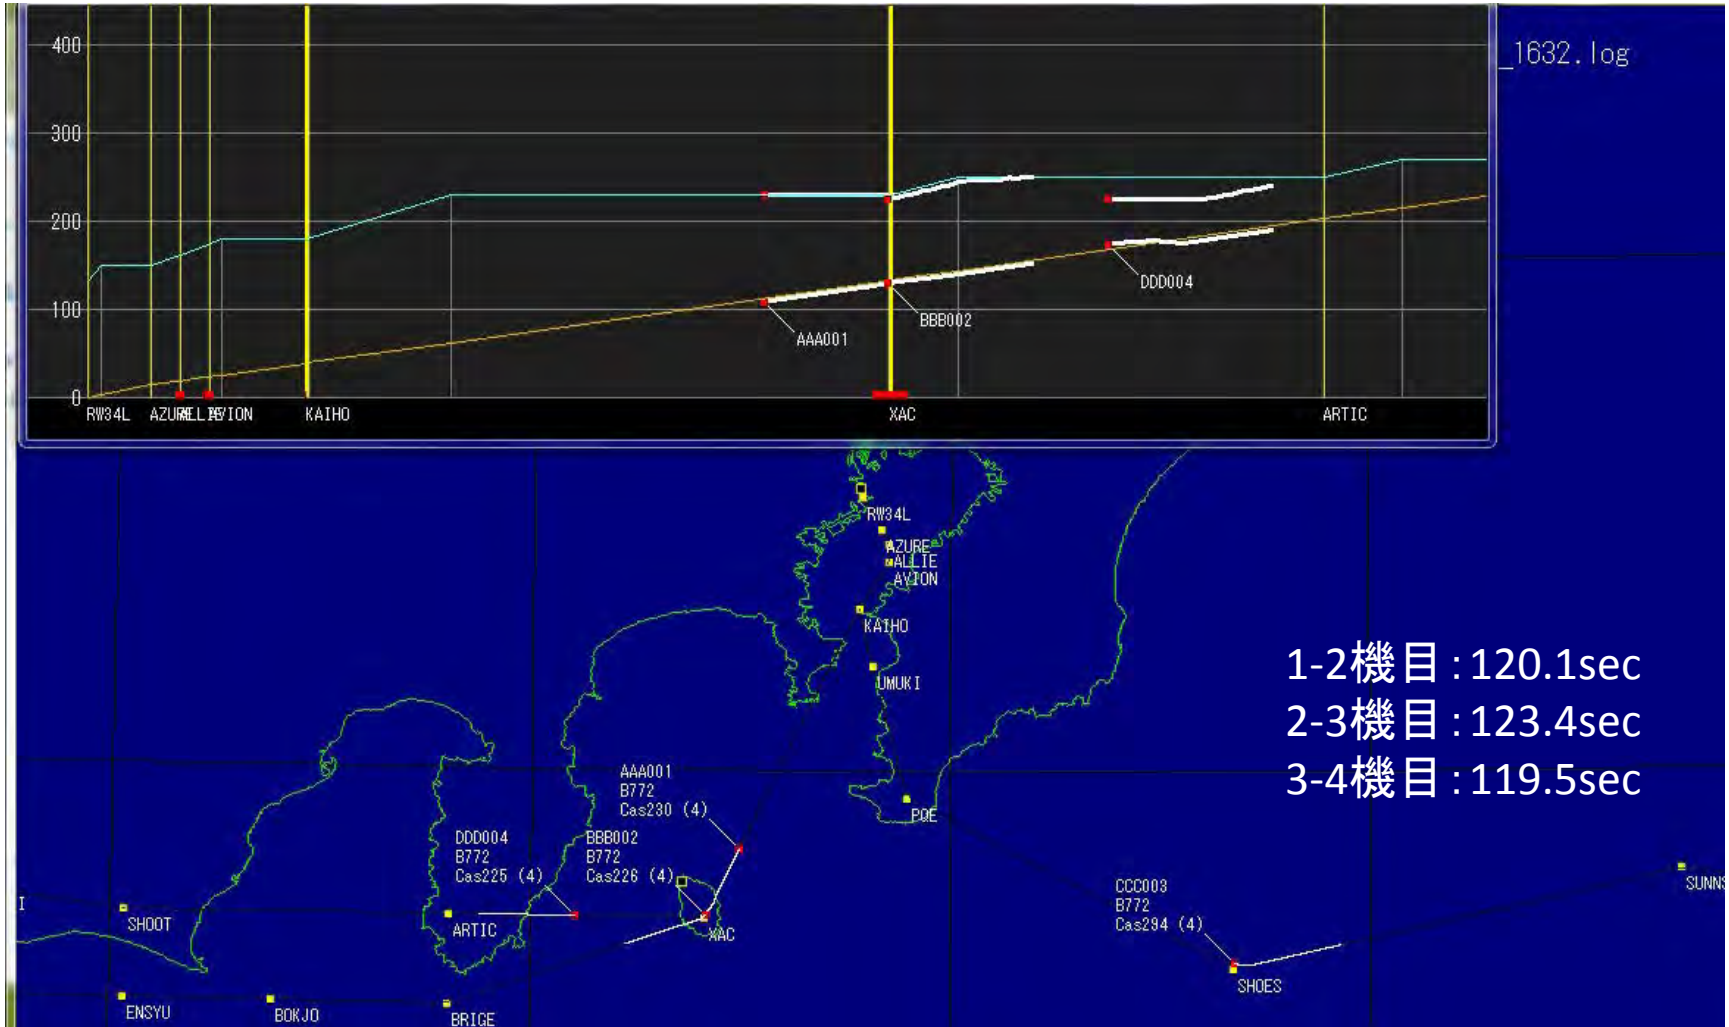 400
_1632.log
300
200
DDD004
100
BBB002
AAA001
0
RW34L
KAIHO
XAC
ARTIC
RW34L
AZURE
ALLIE
AVION
KAIHO
UMUKI
1-2機目:120.1sec
2-3機目:123.4sec
3-4機目:119.5sec
AAA001
B772
Cas230 (4)
PQE
DDD004
B772
Cas225 (4)
BBB002
B772
Cas226 (4)
CCC003
B772
Cas294 (4)
SUNNS
I
SHOOT
ARTIC
XAC
SHOES
ENSYU
BOKJO
BRIGE